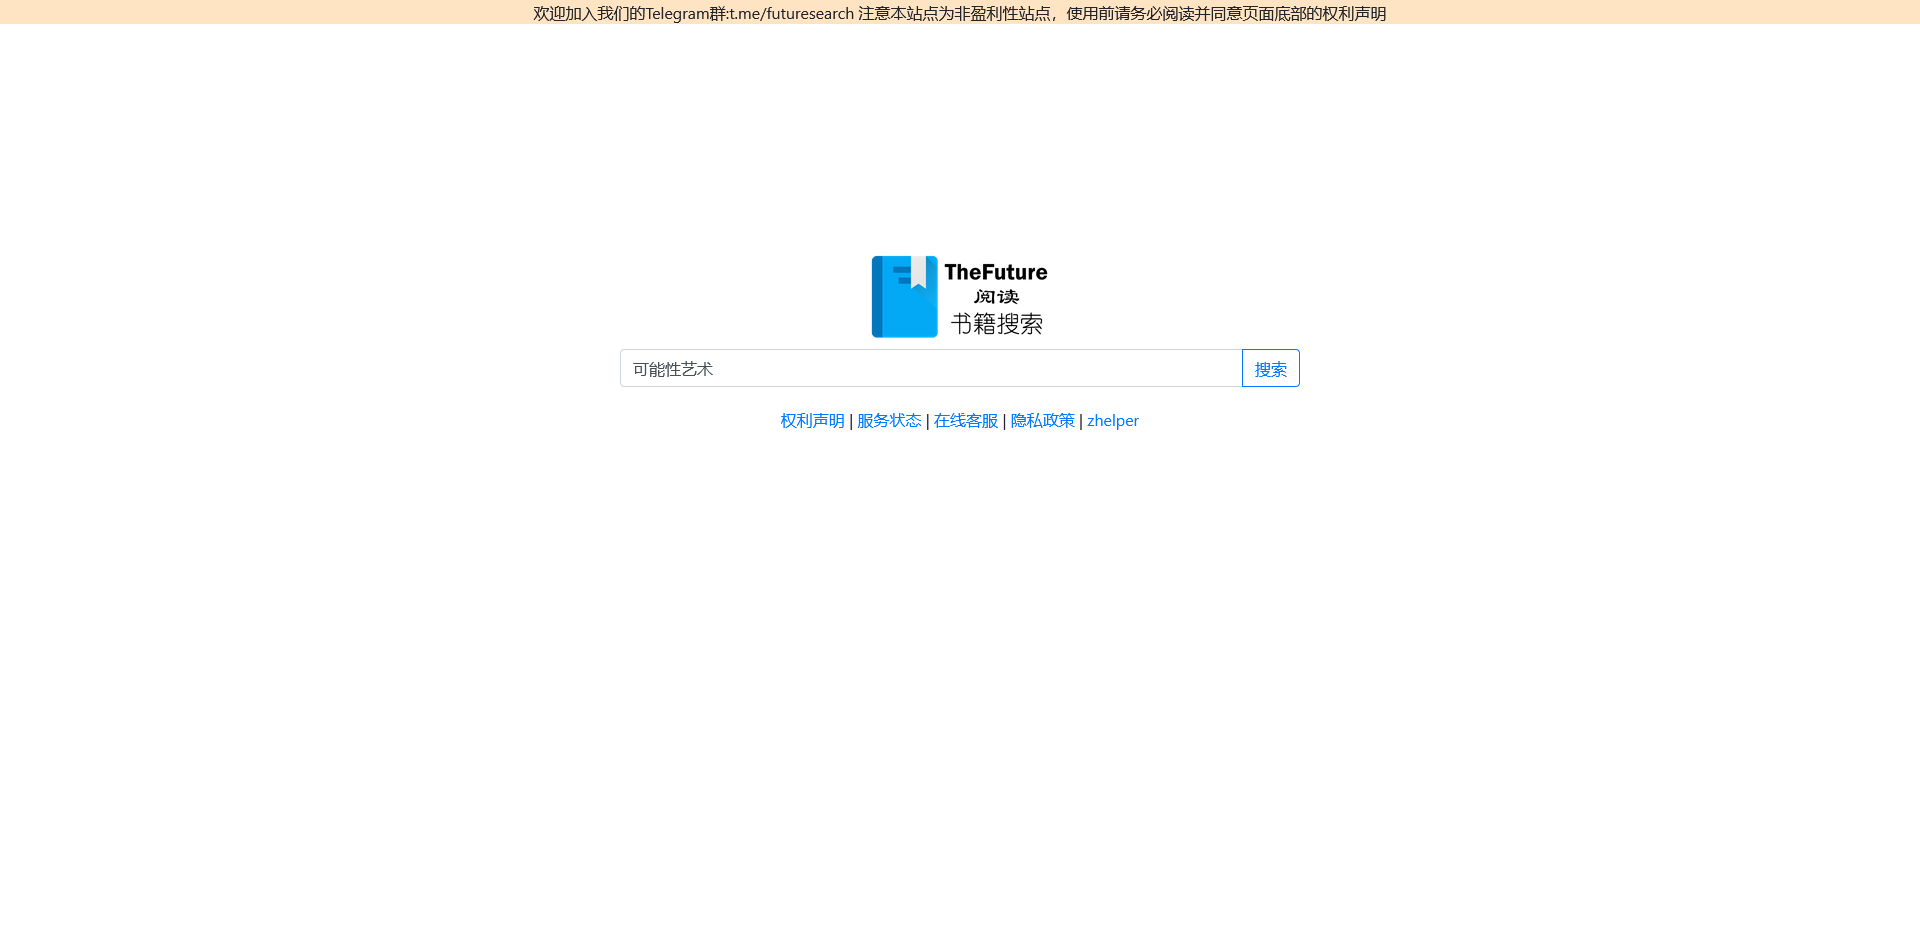 欢迎加入我们的Telegram群:t.me/futuresearch 注意本站点为非盈利性站点，使用前请务必阅读并同意页面底部的权利声明
TheFuture
阅读
书籍搜索
可能性艺术 搜索
权利声明 | 服务状态 | 在线客服 | 隐私政策 | zhelper